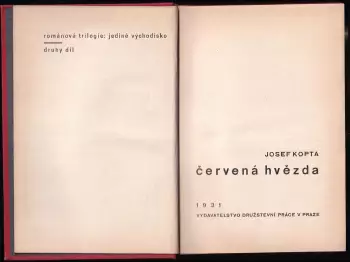 románová trilogie: jediné východisko
druhý díl
JOSEF KOPTA
červená hvězda
1931
VYDAVATELSTVO DRUŽSTEVNÍ PRÁCE V PRAZE